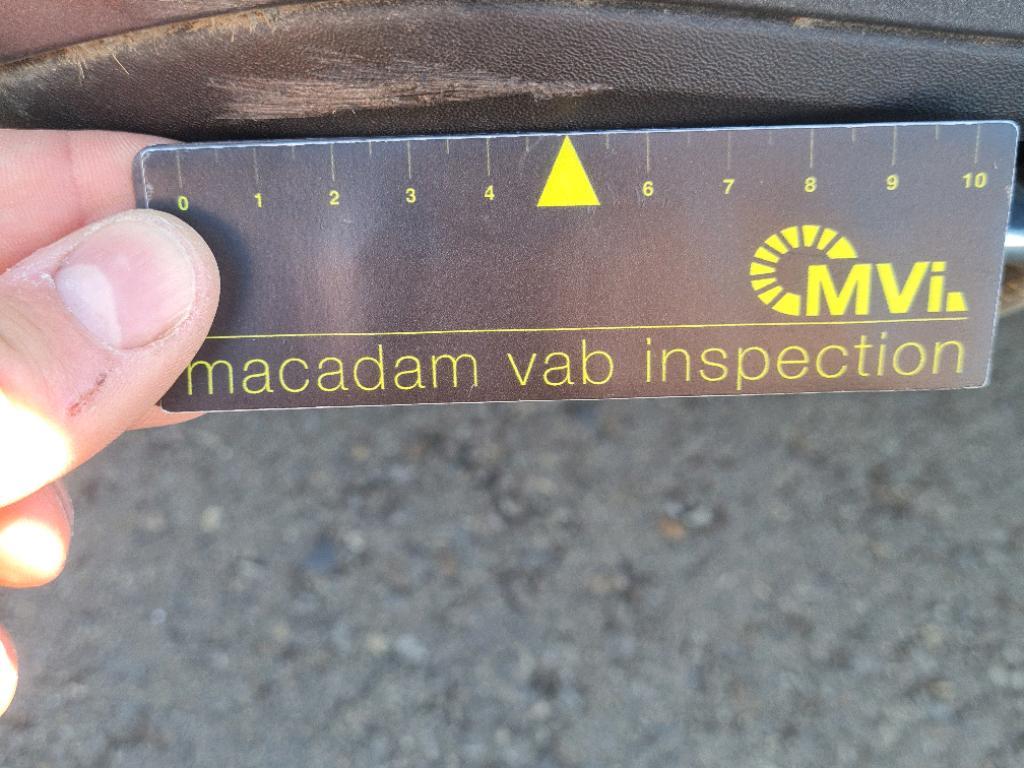 0 1 2 3 4 6 7 8 9 10
MVi.
macadam vab inspection